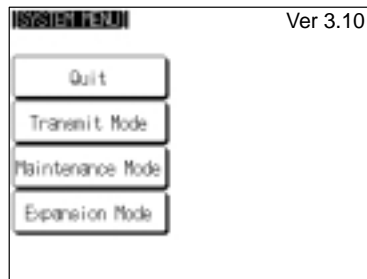 SYSTEM MENU Ver 3.10
Quit
Transmit Mode
Maintenance Mode
Expansion Mode